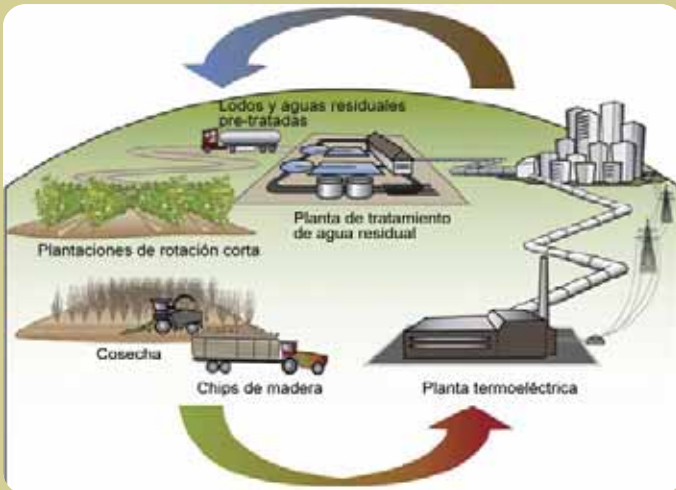 Lodos y aguas residuales
pre-tratadas
Planta de tratamiento
de agua residual
Plantaciones de rotación corta
Cosecha
Chips de madera
Planta termoeléctrica